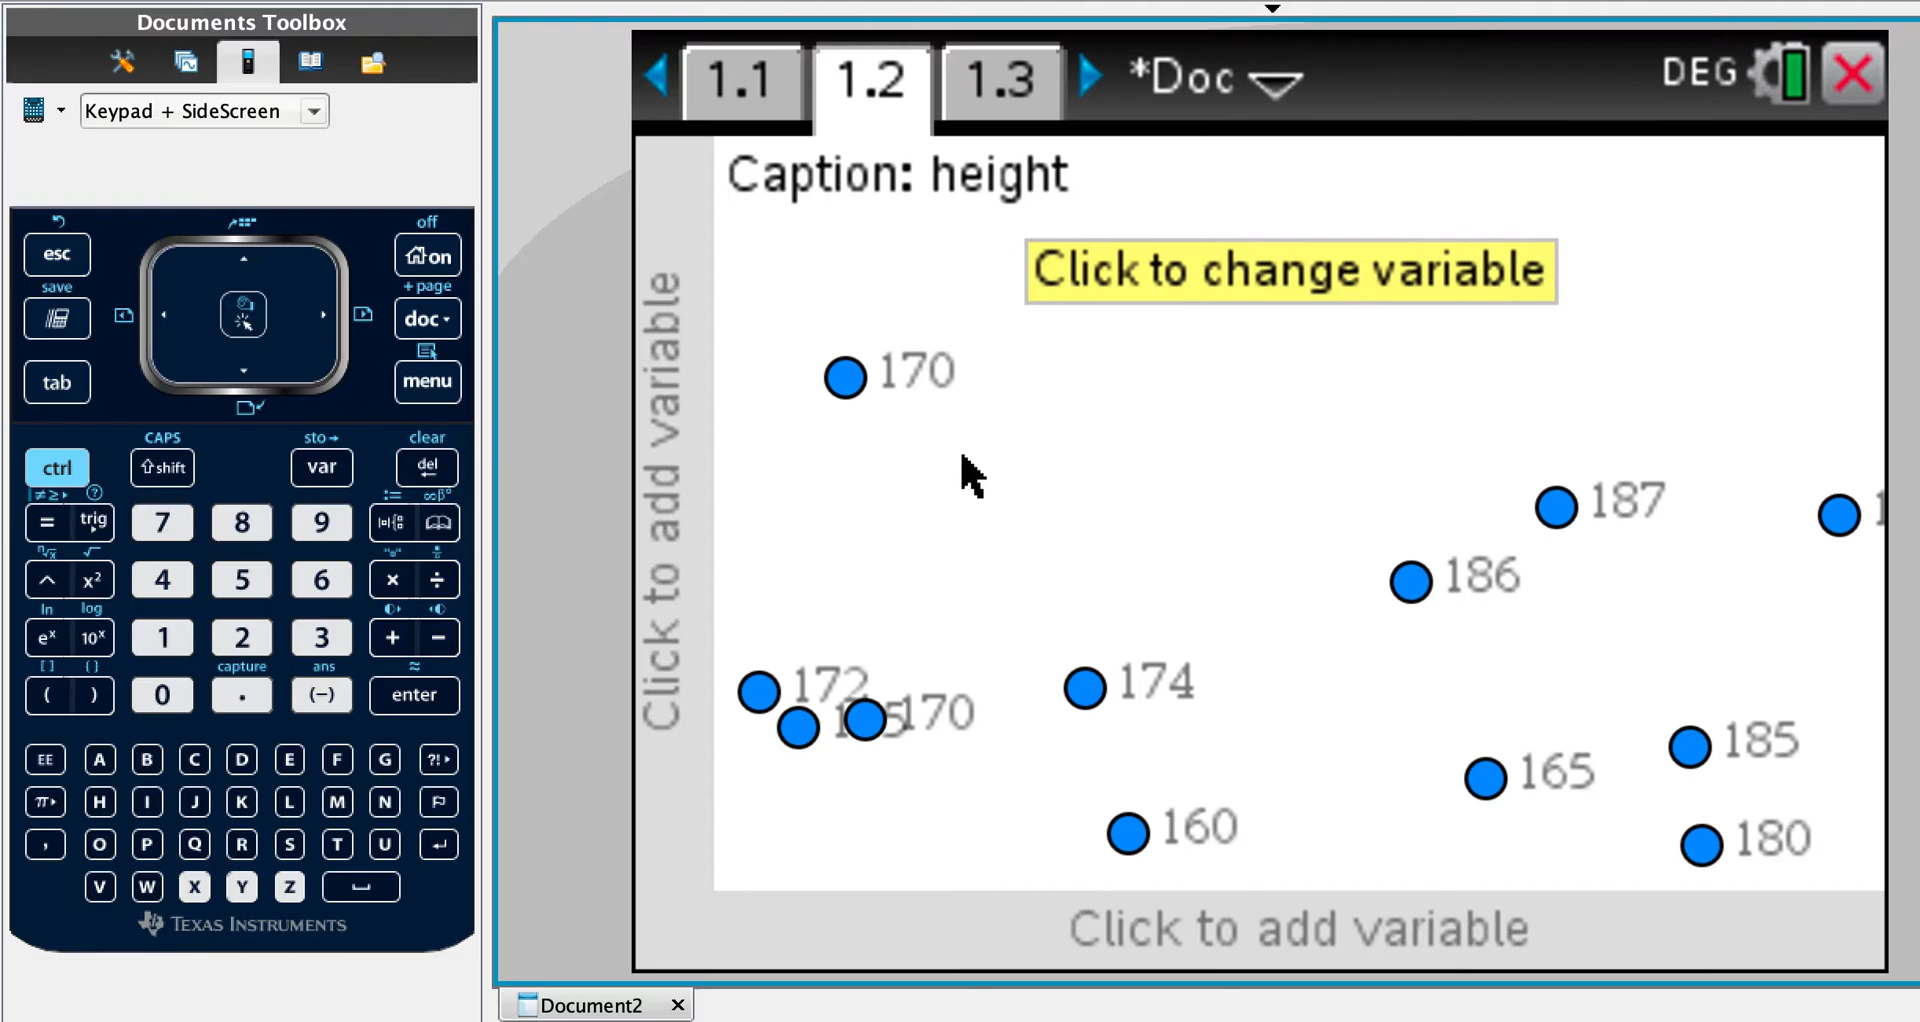 Documents Toolbox
Keypad + SideScreen
off
esc
on
save
+ page
doc
tab
menu
CAPS
sto→
clear
ctrl
shift
var
del
|≠≥▸
:=
∞β°
=
trig
7
8
9
^
x²
4
5
6
×
÷
ln
log
eˣ
10ˣ
1
2
3
+
−
[ ]
{ }
capture
ans
≈
(
)
0
.
(−)
enter
EE
A
B
C
D
E
F
G
?!▸
π▸
H
I
J
K
L
M
N
,
O
P
Q
R
S
T
U
V
W
X
Y
Z
TEXAS INSTRUMENTS
1.1
1.2
1.3
*Doc
DEG
Caption: height
Click to change variable
Click to add variable
170
187
186
172
170
174
185
165
160
180
Click to add variable
Document2